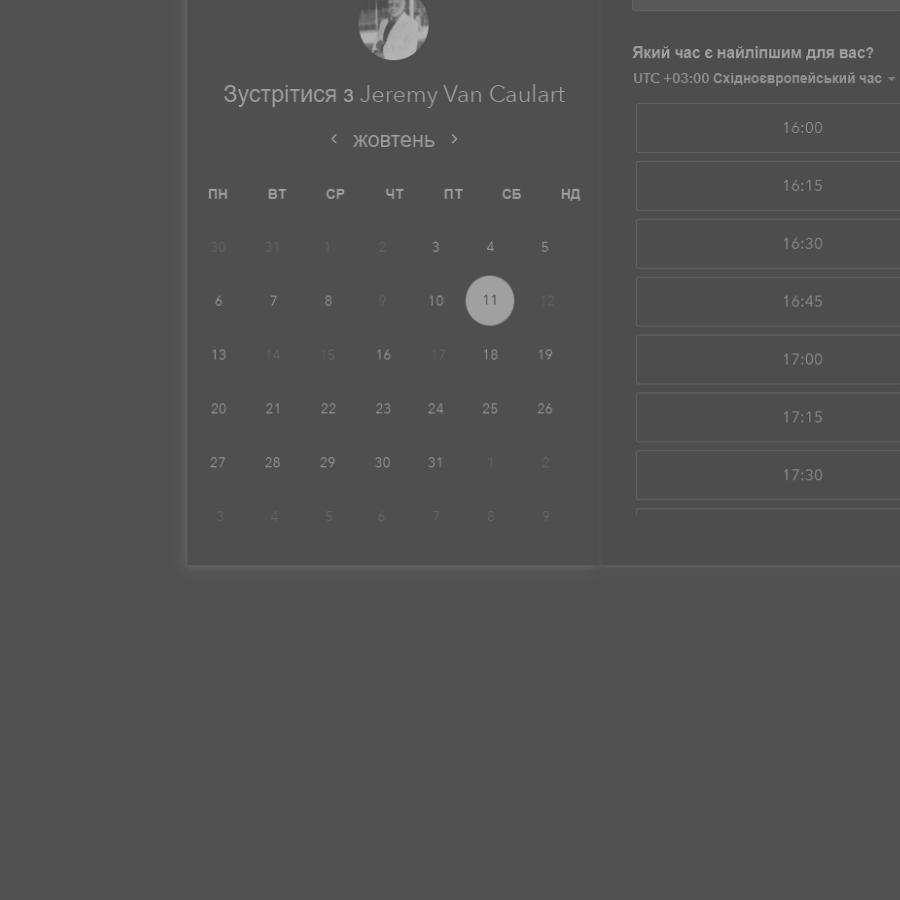 Зустрітися з Jeremy Van Caulart
жовтень
ПН ВТ СР ЧТ ПТ СБ НД
30 31 1 2 3 4 5
6 7 8 9 10 11 12
13 14 15 16 17 18 19
20 21 22 23 24 25 26
27 28 29 30 31 1 2
3 4 5 6 7 8 9
Який час є найліпшим для вас?
UTC +03:00 Східноєвропейський час
16:00
16:15
16:30
16:45
17:00
17:15
17:30